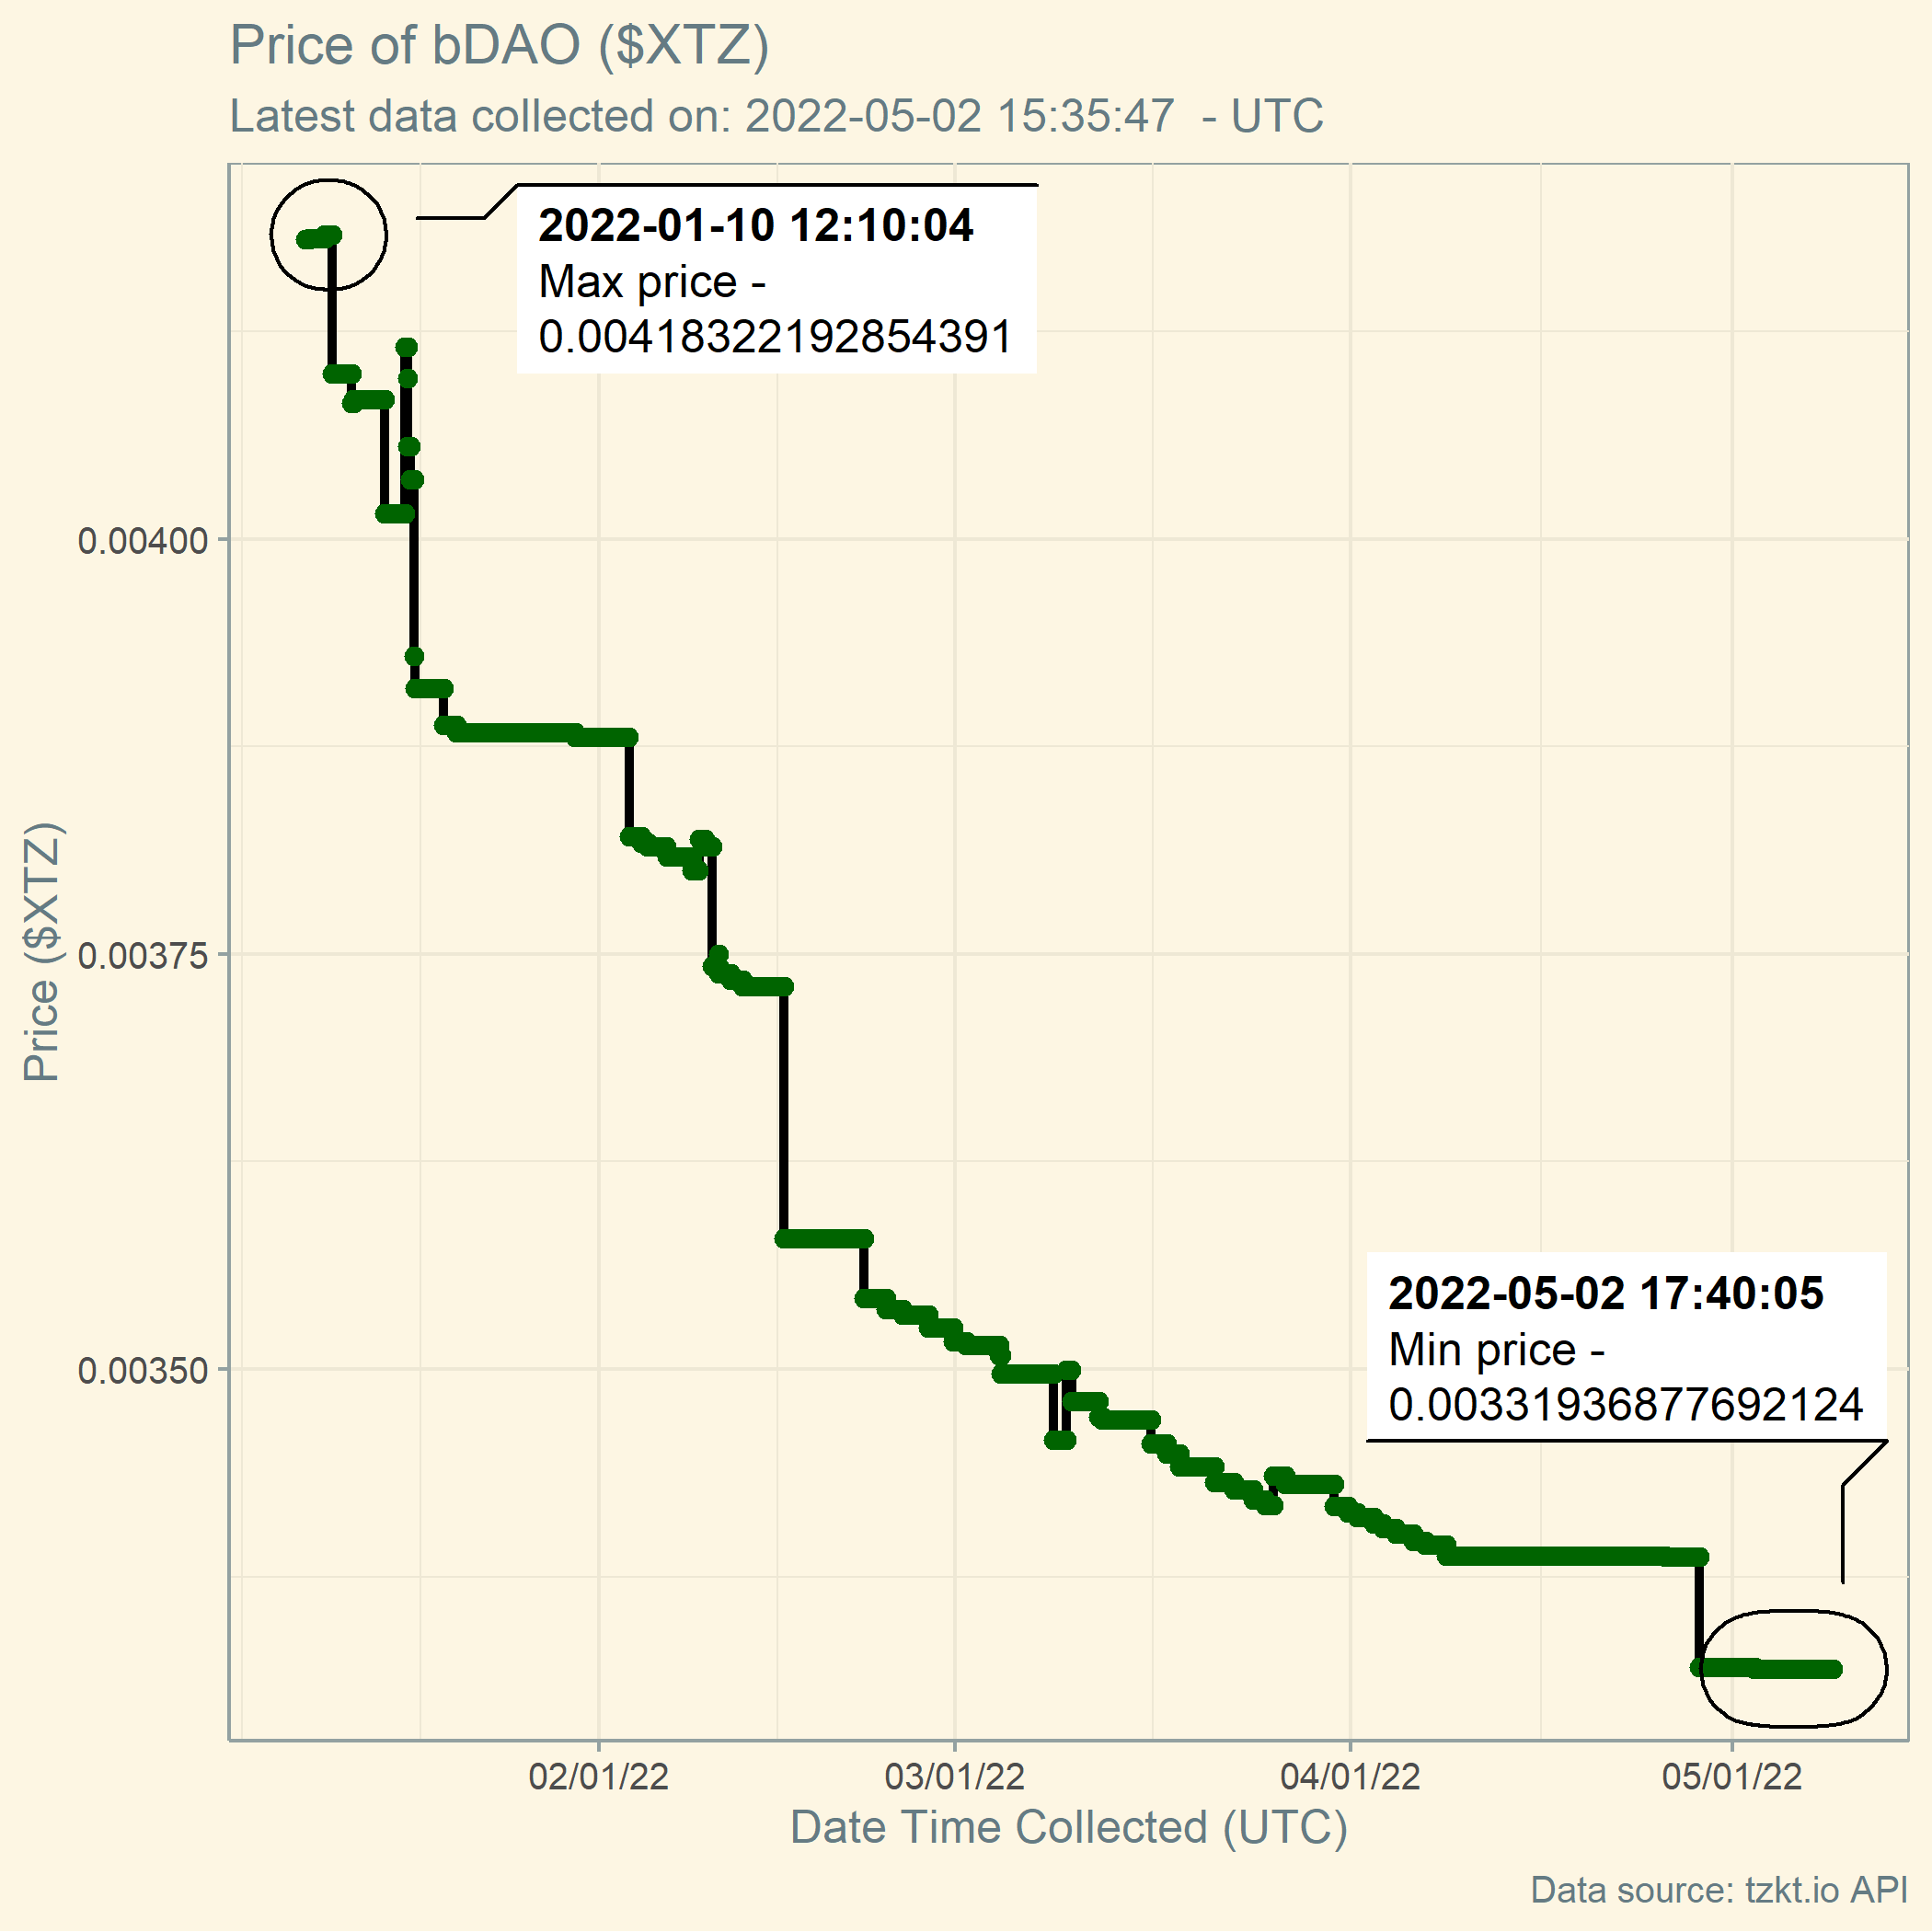 Price of bDAO ($XTZ)
Latest data collected on: 2022-05-02 15:35:47  - UTC
2022-01-10 12:10:04
Max price -
0.00418322192854391
0.00400
0.00375
0.00350
Price ($XTZ)
2022-05-02 17:40:05
Min price -
0.00331936877692124
02/01/22
03/01/22
04/01/22
05/01/22
Date Time Collected (UTC)
Data source: tzkt.io API